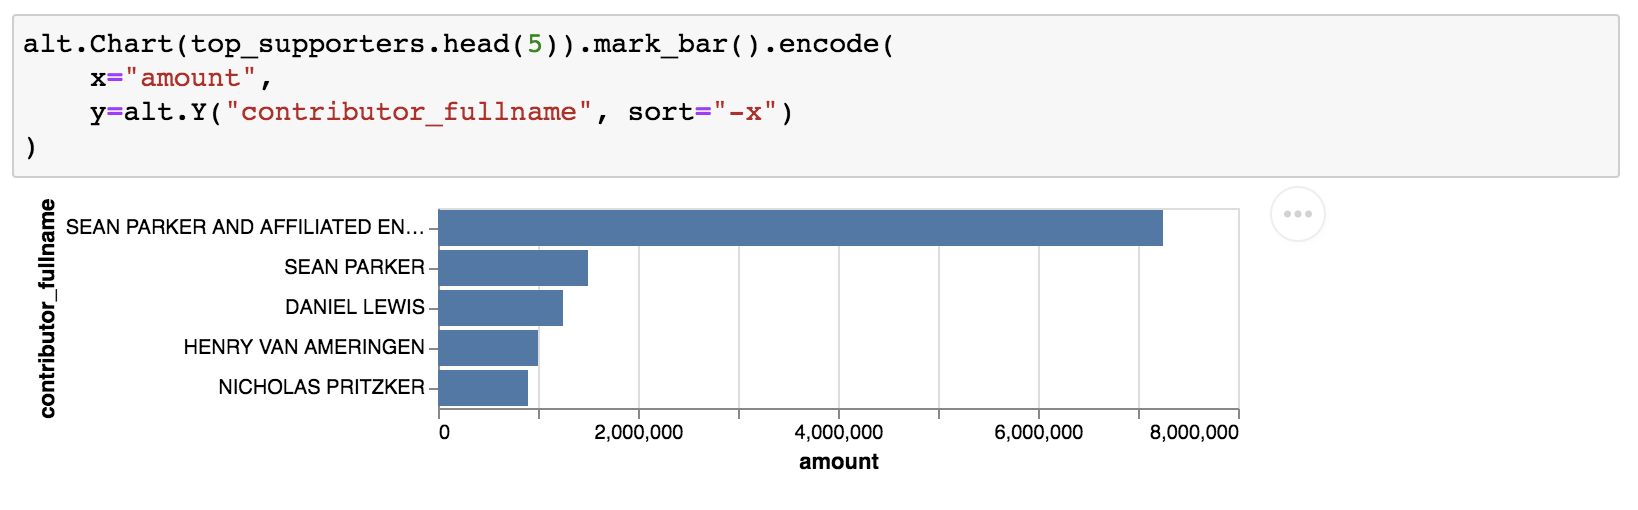 alt.Chart(top_supporters.head(5)).mark_bar().encode(
    x="amount",
    y=alt.Y("contributor_fullname", sort="-x")
)
contributor_fullname
SEAN PARKER AND AFFILIATED EN…
SEAN PARKER
DANIEL LEWIS
HENRY VAN AMERINGEN
NICHOLAS PRITZKER
0 2,000,000 4,000,000 6,000,000 8,000,000
amount